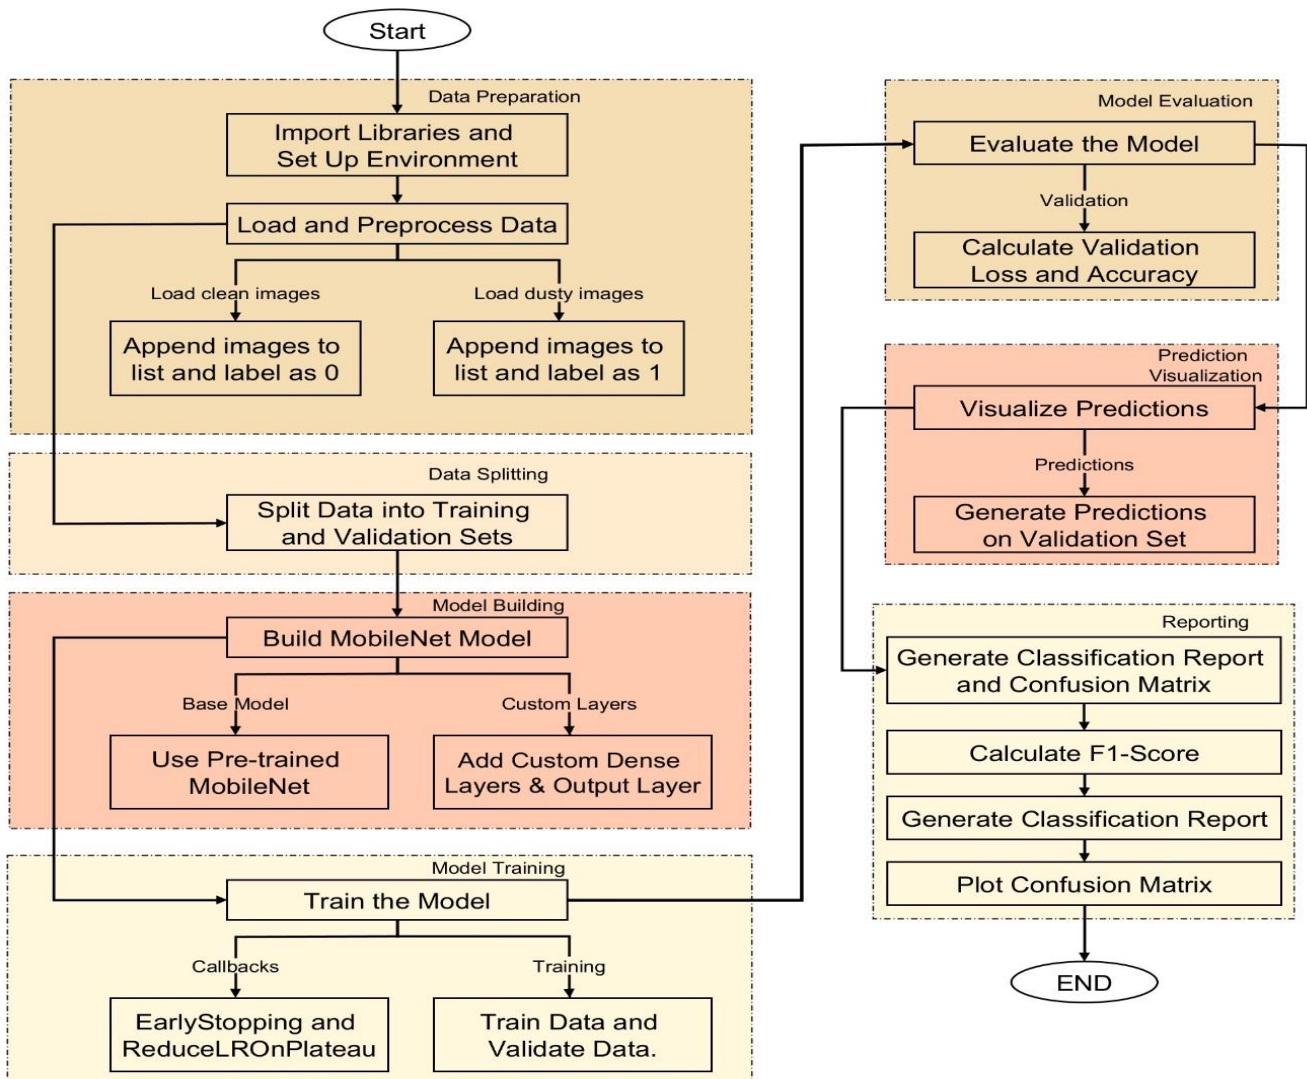 Start
Data Preparation
Import Libraries and
Set Up Environment
Load and Preprocess Data
Load clean images
Load dusty images
Append images to
list and label as 0
Append images to
list and label as 1
Data Splitting
Split Data into Training
and Validation Sets
Model Building
Build MobileNet Model
Base Model
Custom Layers
Use Pre-trained
MobileNet
Add Custom Dense
Layers & Output Layer
Model Training
Train the Model
Callbacks
Training
EarlyStopping and
ReduceLROnPlateau
Train Data and
Validate Data.
Model Evaluation
Evaluate the Model
Validation
Calculate Validation
Loss and Accuracy
Prediction
Visualization
Visualize Predictions
Predictions
Generate Predictions
on Validation Set
Reporting
Generate Classification Report
and Confusion Matrix
Calculate F1-Score
Generate Classification Report
Plot Confusion Matrix
END